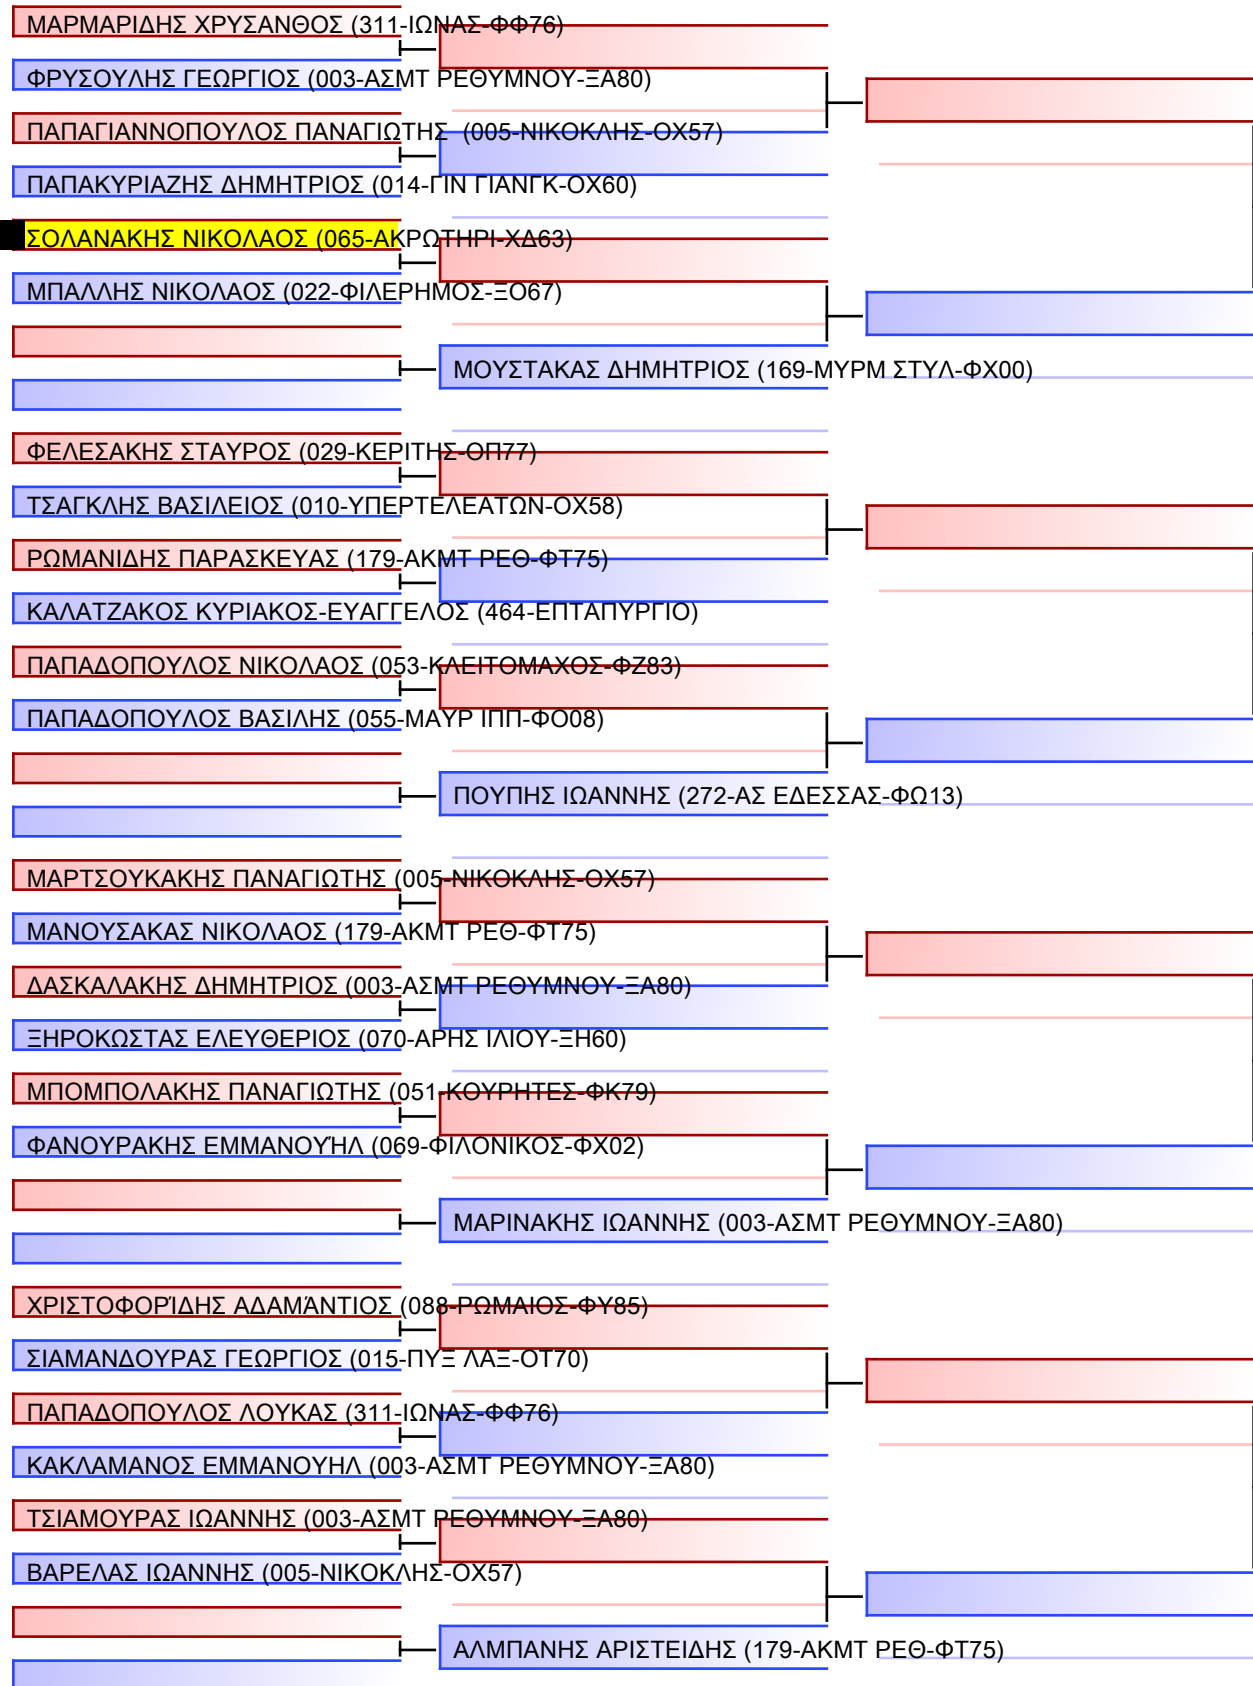 ΜΑΡΜΑΡΙΔΗΣ ΧΡΥΣΑΝΘΟΣ (311-ΙΩΝΑΣ-ΦΦ76)
ΦΡΥΣΟΥΛΗΣ ΓΕΩΡΓΙΟΣ (003-ΑΣΜΤ ΡΕΘΥΜΝΟΥ-ΞΑ80)
ΠΑΠΑΓΙΑΝΝΟΠΟΥΛΟΣ ΠΑΝΑΓΙΩΤΗΣ  (005-ΝΙΚΟΚΛΗΣ-ΟΧ57)
ΠΑΠΑΚΥΡΙΑΖΗΣ ΔΗΜΗΤΡΙΟΣ (014-ΓΙΝ ΓΙΑΝΓΚ-ΟΧ60)
ΣΟΛΑΝΑΚΗΣ ΝΙΚΟΛΑΟΣ (065-ΑΚΡΩΤΗΡΙ-ΧΔ63)
ΜΠΑΛΛΗΣ ΝΙΚΟΛΑΟΣ (022-ΦΙΛΕΡΗΜΟΣ-ΞΟ67)
ΜΟΥΣΤΑΚΑΣ ΔΗΜΗΤΡΙΟΣ (169-ΜΥΡΜ ΣΤΥΛ-ΦΧ00)
ΦΕΛΕΣΑΚΗΣ ΣΤΑΥΡΟΣ (029-ΚΕΡΙΤΗΣ-ΟΠ77)
ΤΣΑΓΚΛΗΣ ΒΑΣΙΛΕΙΟΣ (010-ΥΠΕΡΤΕΛΕΑΤΩΝ-ΟΧ58)
ΡΩΜΑΝΙΔΗΣ ΠΑΡΑΣΚΕΥΑΣ (179-ΑΚΜΤ ΡΕΘ-ΦΤ75)
ΚΑΛΑΤΖΑΚΟΣ ΚΥΡΙΑΚΟΣ-ΕΥΑΓΓΕΛΟΣ (464-ΕΠΤΑΠΥΡΓΙΟ)
ΠΑΠΑΔΟΠΟΥΛΟΣ ΝΙΚΟΛΑΟΣ (053-ΚΛΕΙΤΟΜΑΧΟΣ-ΦΖ83)
ΠΑΠΑΔΟΠΟΥΛΟΣ ΒΑΣΙΛΗΣ (055-ΜΑΥΡ ΙΠΠ-ΦΟ08)
ΠΟΥΠΗΣ ΙΩΑΝΝΗΣ (272-ΑΣ ΕΔΕΣΣΑΣ-ΦΩ13)
ΜΑΡΤΣΟΥΚΑΚΗΣ ΠΑΝΑΓΙΩΤΗΣ (005-ΝΙΚΟΚΛΗΣ-ΟΧ57)
ΜΑΝΟΥΣΑΚΑΣ ΝΙΚΟΛΑΟΣ (179-ΑΚΜΤ ΡΕΘ-ΦΤ75)
ΔΑΣΚΑΛΑΚΗΣ ΔΗΜΗΤΡΙΟΣ (003-ΑΣΜΤ ΡΕΘΥΜΝΟΥ-ΞΑ80)
ΞΗΡΟΚΩΣΤΑΣ ΕΛΕΥΘΕΡΙΟΣ (070-ΑΡΗΣ ΙΛΙΟΥ-ΞΗ60)
ΜΠΟΜΠΟΛΑΚΗΣ ΠΑΝΑΓΙΩΤΗΣ (051-ΚΟΥΡΗΤΕΣ-ΦΚ79)
ΦΑΝΟΥΡΑΚΗΣ ΕΜΜΑΝΟΥΉΛ (069-ΦΙΛΟΝΙΚΟΣ-ΦΧ02)
ΜΑΡΙΝΑΚΗΣ ΙΩΑΝΝΗΣ (003-ΑΣΜΤ ΡΕΘΥΜΝΟΥ-ΞΑ80)
ΧΡΙΣΤΟΦΟΡΊΔΗΣ ΑΔΑΜΆΝΤΙΟΣ (088-ΡΩΜΑΙΟΣ-ΦΥ85)
ΣΙΑΜΑΝΔΟΥΡΑΣ ΓΕΩΡΓΙΟΣ (015-ΠΥΞ ΛΑΞ-ΟΤ70)
ΠΑΠΑΔΟΠΟΥΛΟΣ ΛΟΥΚΑΣ (311-ΙΩΝΑΣ-ΦΦ76)
ΚΑΚΛΑΜΑΝΟΣ ΕΜΜΑΝΟΥΗΛ (003-ΑΣΜΤ ΡΕΘΥΜΝΟΥ-ΞΑ80)
ΤΣΙΑΜΟΥΡΑΣ ΙΩΑΝΝΗΣ (003-ΑΣΜΤ ΡΕΘΥΜΝΟΥ-ΞΑ80)
ΒΑΡΕΛΑΣ ΙΩΑΝΝΗΣ (005-ΝΙΚΟΚΛΗΣ-ΟΧ57)
ΑΛΜΠΑΝΗΣ ΑΡΙΣΤΕΙΔΗΣ (179-ΑΚΜΤ ΡΕΘ-ΦΤ75)